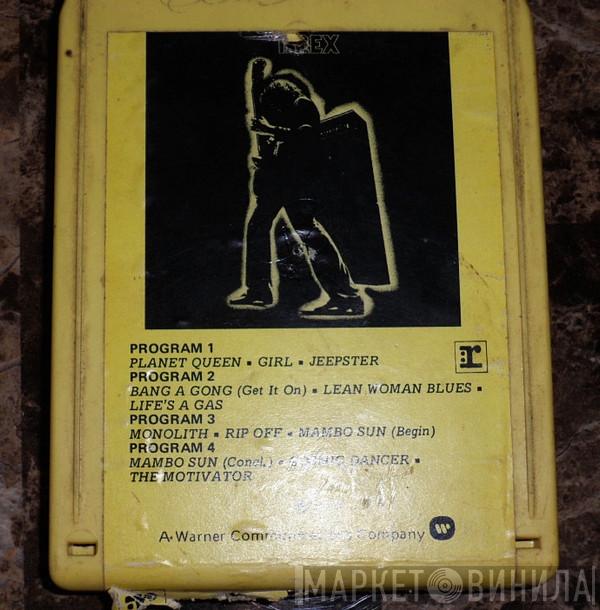 T.REX
PROGRAM 1
PLANET QUEEN ▪ GIRL ▪ JEEPSTER
PROGRAM 2
BANG A GONG (Get It On) ▪ LEAN WOMAN BLUES ▪
LIFE'S A GAS
PROGRAM 3
MONOLITH ▪ RIP OFF ▪ MAMBO SUN (Begin)
PROGRAM 4
MAMBO SUN (Concl.) ▪ DANCER ▪
THE MOTIVATOR
r:
A Warner Company
МАРКЕТ ВИНИЛА